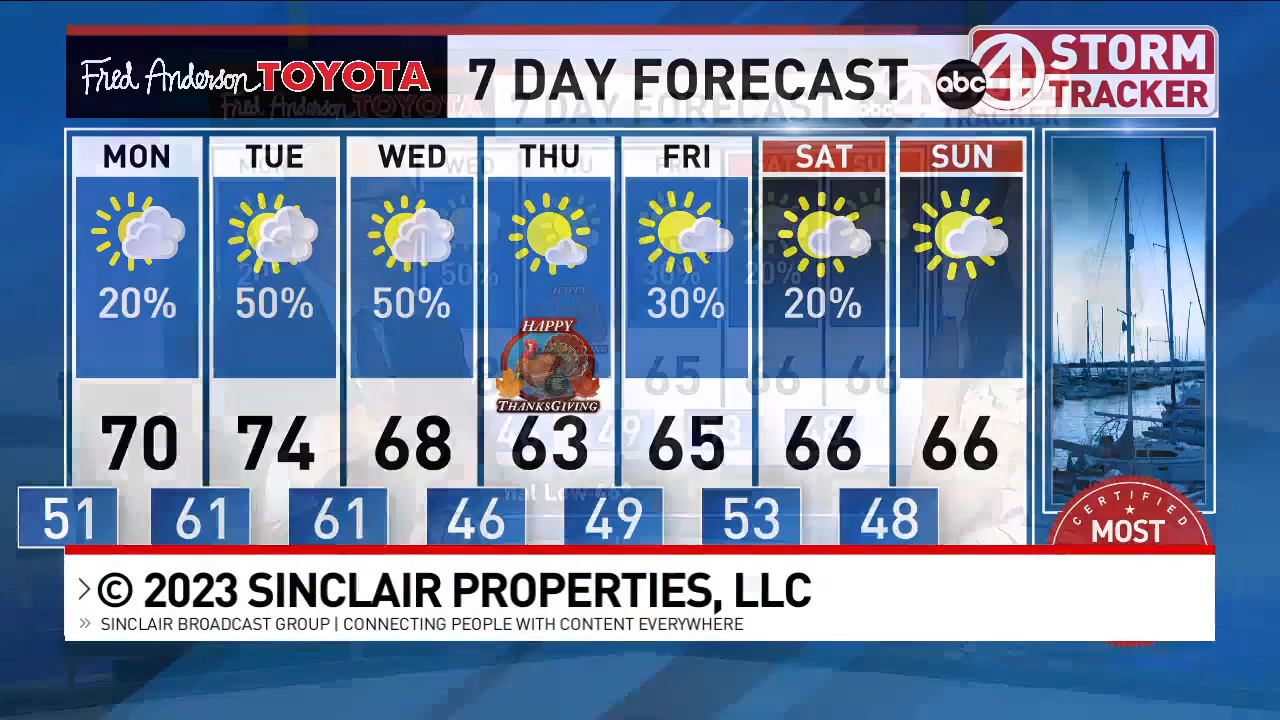 Fred Anderson TOYOTA
7 DAY FORECAST
abc 4 STORM
TRACKER
MON TUE WED THU FRI SAT SUN
20% 50% 50% 30% 20%
HAPPY
THANKSGIVING
70 74 68 63 65 66 66
51 61 61 46 49 53 48
CERTIFIED
MOST
© 2023 SINCLAIR PROPERTIES, LLC
SINCLAIR BROADCAST GROUP | CONNECTING PEOPLE WITH CONTENT EVERYWHERE